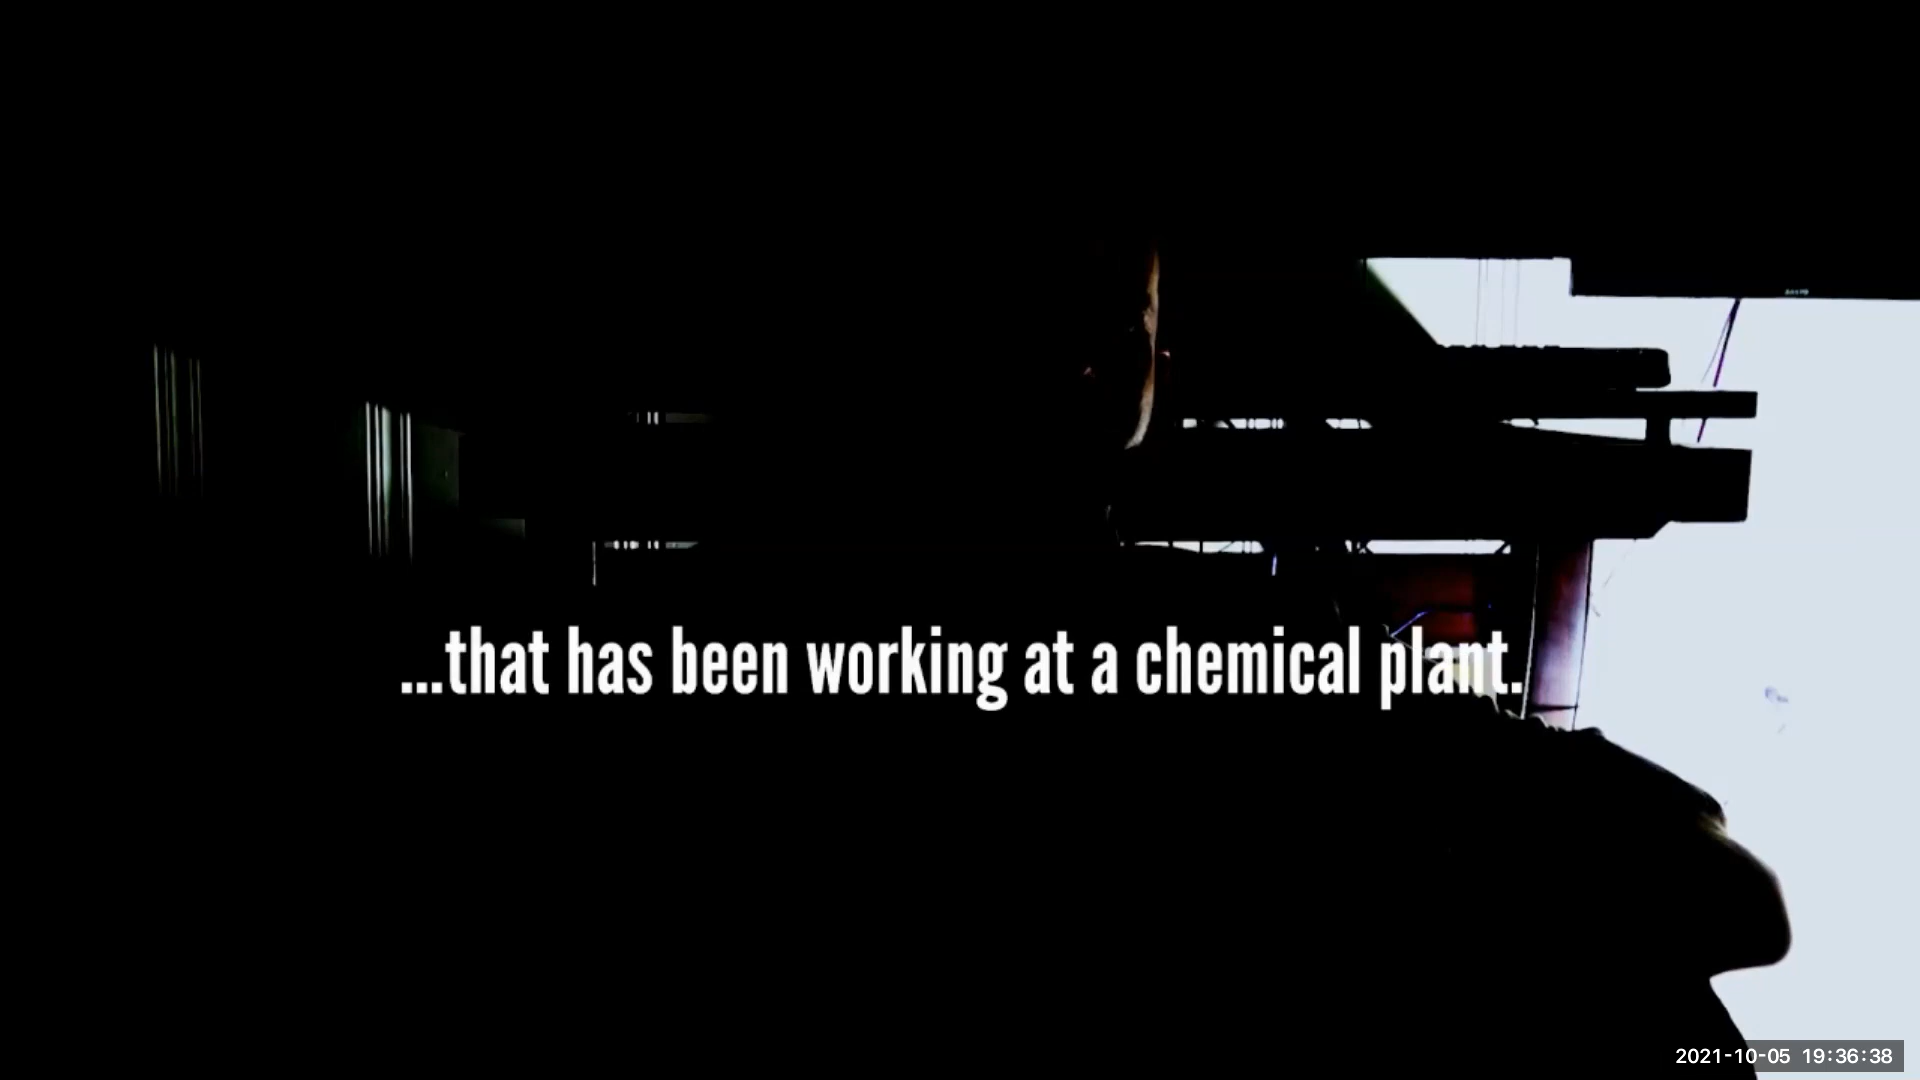 ...that has been working at a chemical plant.
2021-10-05 19:36:38